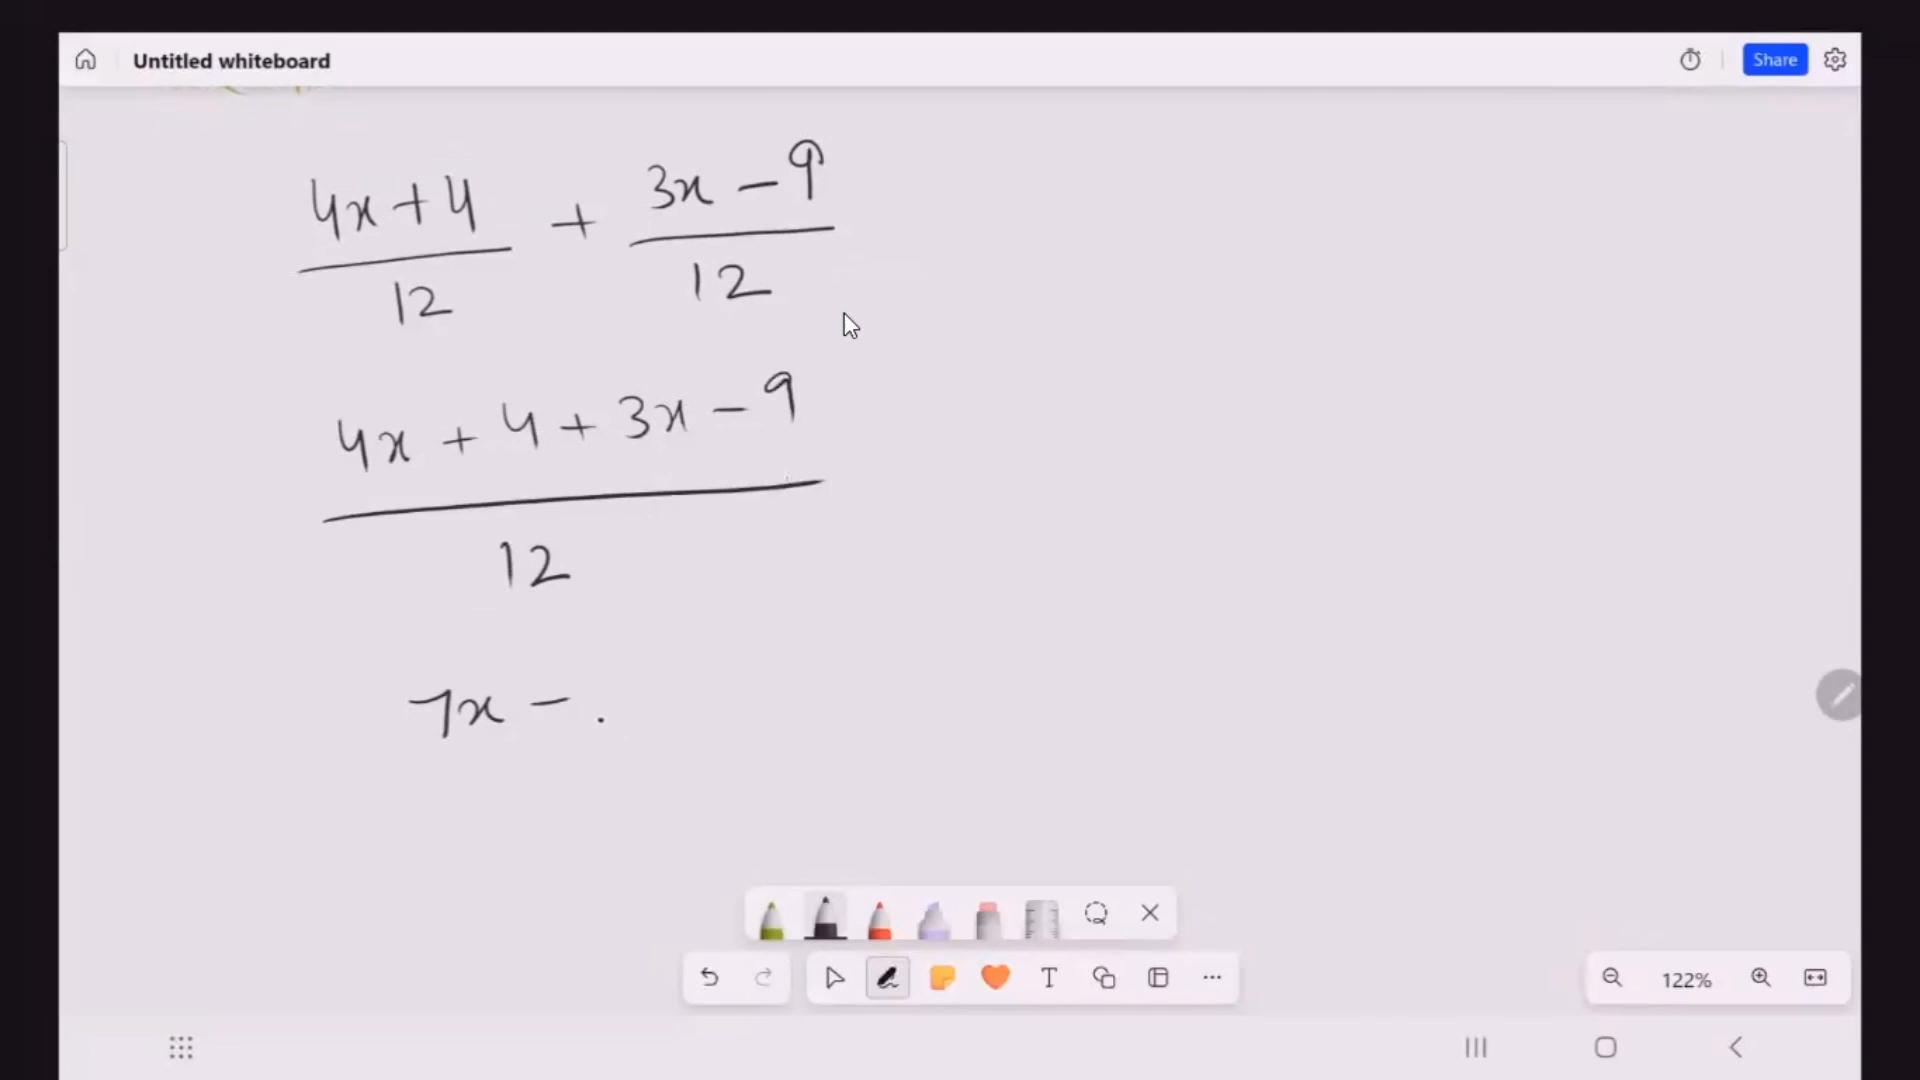 Untitled whiteboard
Share
4x + 4 + 3x - 9
12 12
4x + 4 + 3x - 9
12
7x - .
122%